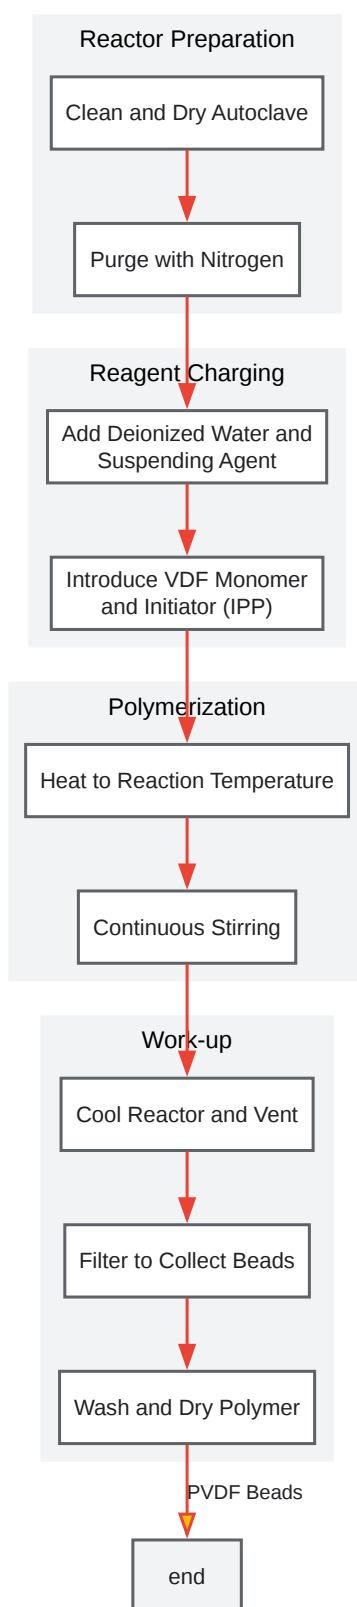 Reactor Preparation
Clean and Dry Autoclave
Purge with Nitrogen
Reagent Charging
Add Deionized Water and
Suspending Agent
Introduce VDF Monomer
and Initiator (IPP)
Polymerization
Heat to Reaction Temperature
Continuous Stirring
Work-up
Cool Reactor and Vent
Filter to Collect Beads
Wash and Dry Polymer
PVDF Beads
end